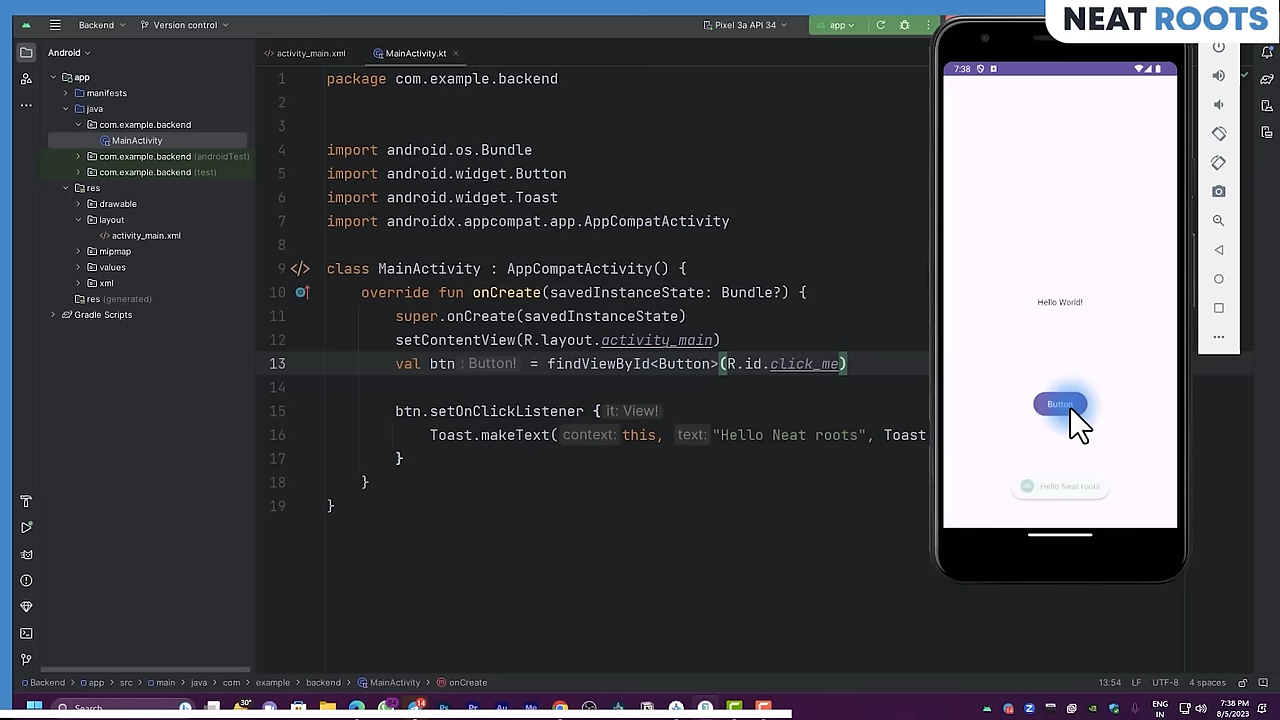 NEAT ROOTS
Backend
Version control
Pixel 3a API 34
app
Android
activity_main.xml
MainActivity.kt
app
manifests
java
com.example.backend
MainActivity
com.example.backend (androidTest)
com.example.backend (test)
res
drawable
layout
activity_main.xml
mipmap
values
xml
res (generated)
Gradle Scripts
1 package com.example.backend
2
3
4 import android.os.Bundle
5 import android.widget.Button
6 import android.widget.Toast
7 import androidx.appcompat.app.AppCompatActivity
8
9 class MainActivity : AppCompatActivity() {
10 override fun onCreate(savedInstanceState: Bundle?) {
11 super.onCreate(savedInstanceState)
12 setContentView(R.layout.activity_main)
13 val btn : Button! = findViewById<Button>(R.id.click_me)
14
15 btn.setOnClickListener { it: View!
16 Toast.makeText( context: this, text: "Hello Neat roots", Toast
17 }
18 }
19 }
7:38
Hello World!
Button
Hello Neat roots
Backend app src main java com example backend MainActivity onCreate
13:54 LF UTF-8 4 spaces
Search
30°
14
ENG
IN
7:38 PM
8/5/2023